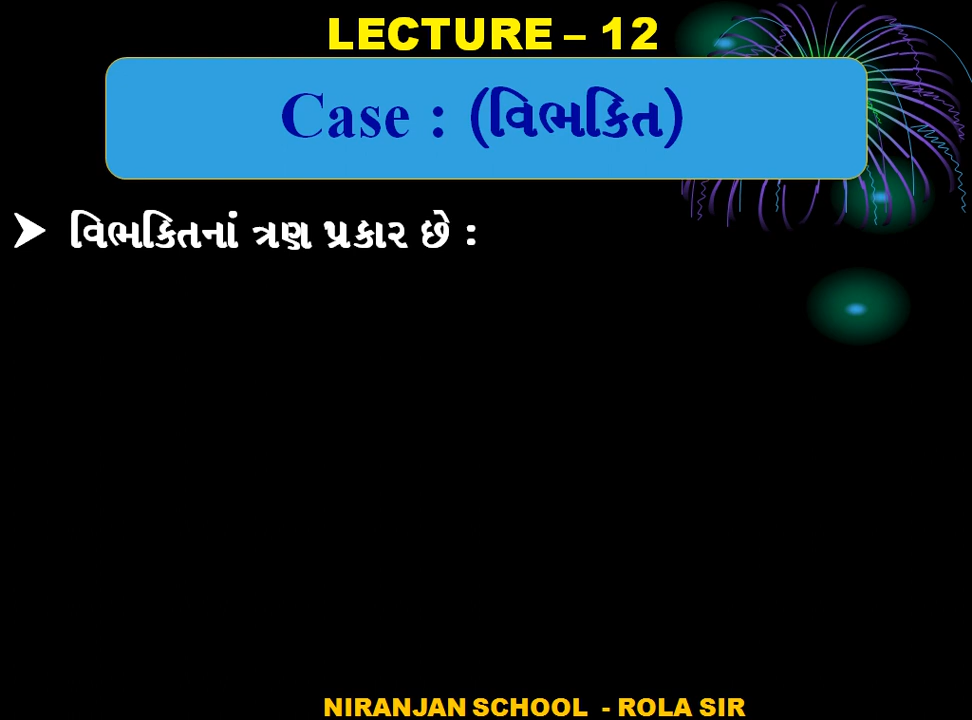 LECTURE – 12
Case : (વિભકિત)
➤ વિભકિતનાં ત્રણ પ્રકાર છે :
NIRANJAN SCHOOL - ROLA SIR